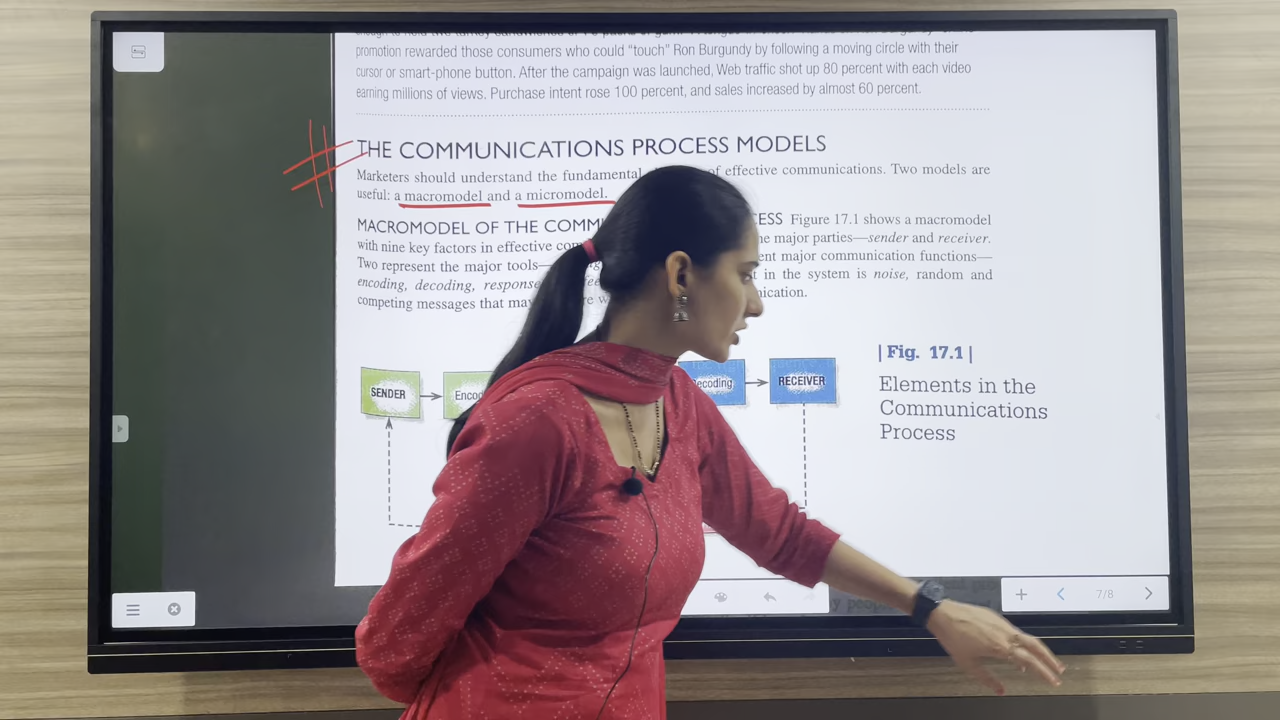 promotion rewarded those consumers who could “touch” Ron Burgundy by following a moving circle with their
cursor or smart-phone button. After the campaign was launched, Web traffic shot up 80 percent with each video
earning millions of views. Purchase intent rose 100 percent, and sales increased by almost 60 percent.
THE COMMUNICATIONS PROCESS MODELS
Marketers should understand the fundamental of effective communications. Two models are
useful: a macromodel and a micromodel.
MACROMODEL OF THE Figure 17.1 shows a macromodel
with nine key factors in effective major parties—sender and receiver.
Two represent the major tools— major communication functions—
encoding, decoding, response in the system is noise, random and
competing messages that may
SENDER
RECEIVER
| Fig. 17.1 |
Elements in the
Communications
Process
7/8